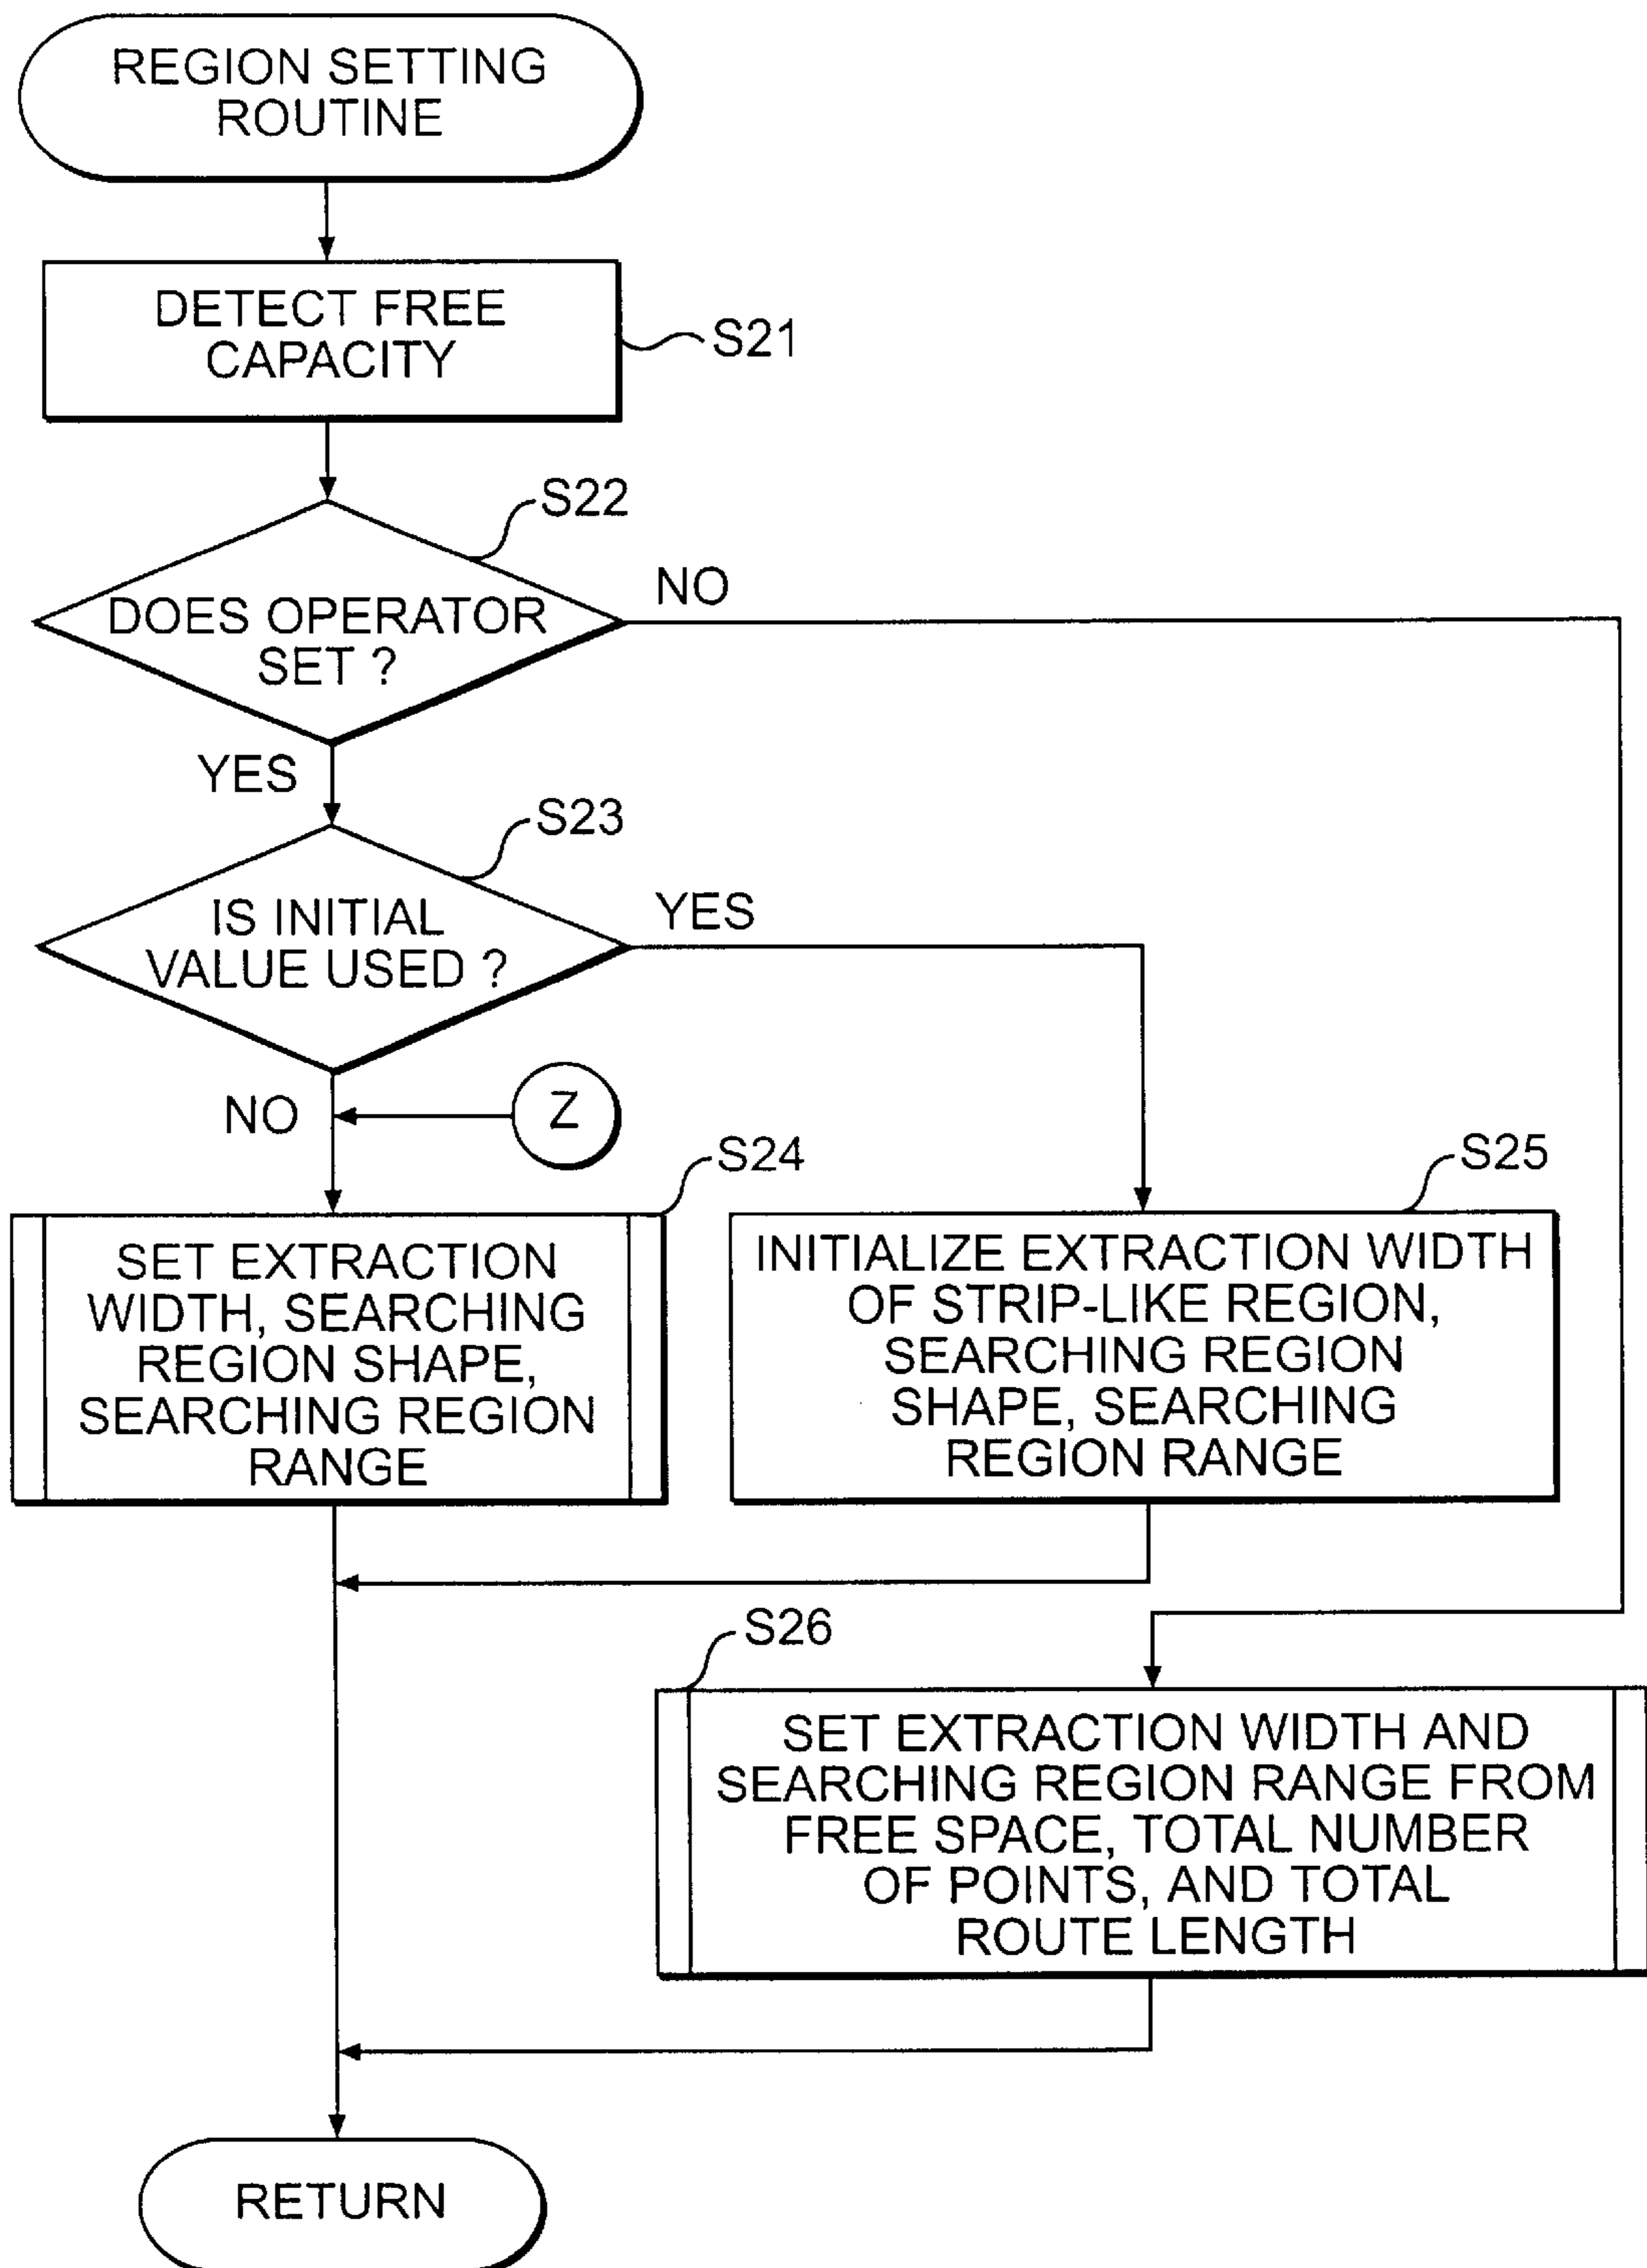 REGION SETTING
ROUTINE
DETECT FREE
CAPACITY
S21
S22
DOES OPERATOR
SET ?
NO
YES
S23
IS INITIAL
VALUE USED ?
YES
NO
Z
S24
SET EXTRACTION
WIDTH, SEARCHING
REGION SHAPE,
SEARCHING REGION
RANGE
S25
INITIALIZE EXTRACTION WIDTH
OF STRIP-LIKE REGION,
SEARCHING REGION
SHAPE, SEARCHING
REGION RANGE
S26
SET EXTRACTION WIDTH AND
SEARCHING REGION RANGE FROM
FREE SPACE, TOTAL NUMBER
OF POINTS, AND TOTAL
ROUTE LENGTH
RETURN